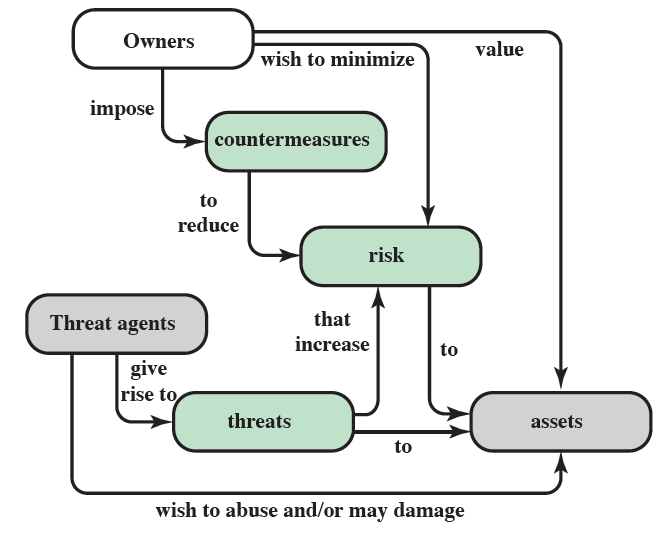 Owners
value
wish to minimize
impose
countermeasures
to
reduce
risk
Threat agents
that
increase
to
give
rise to
threats
assets
to
wish to abuse and/or may damage